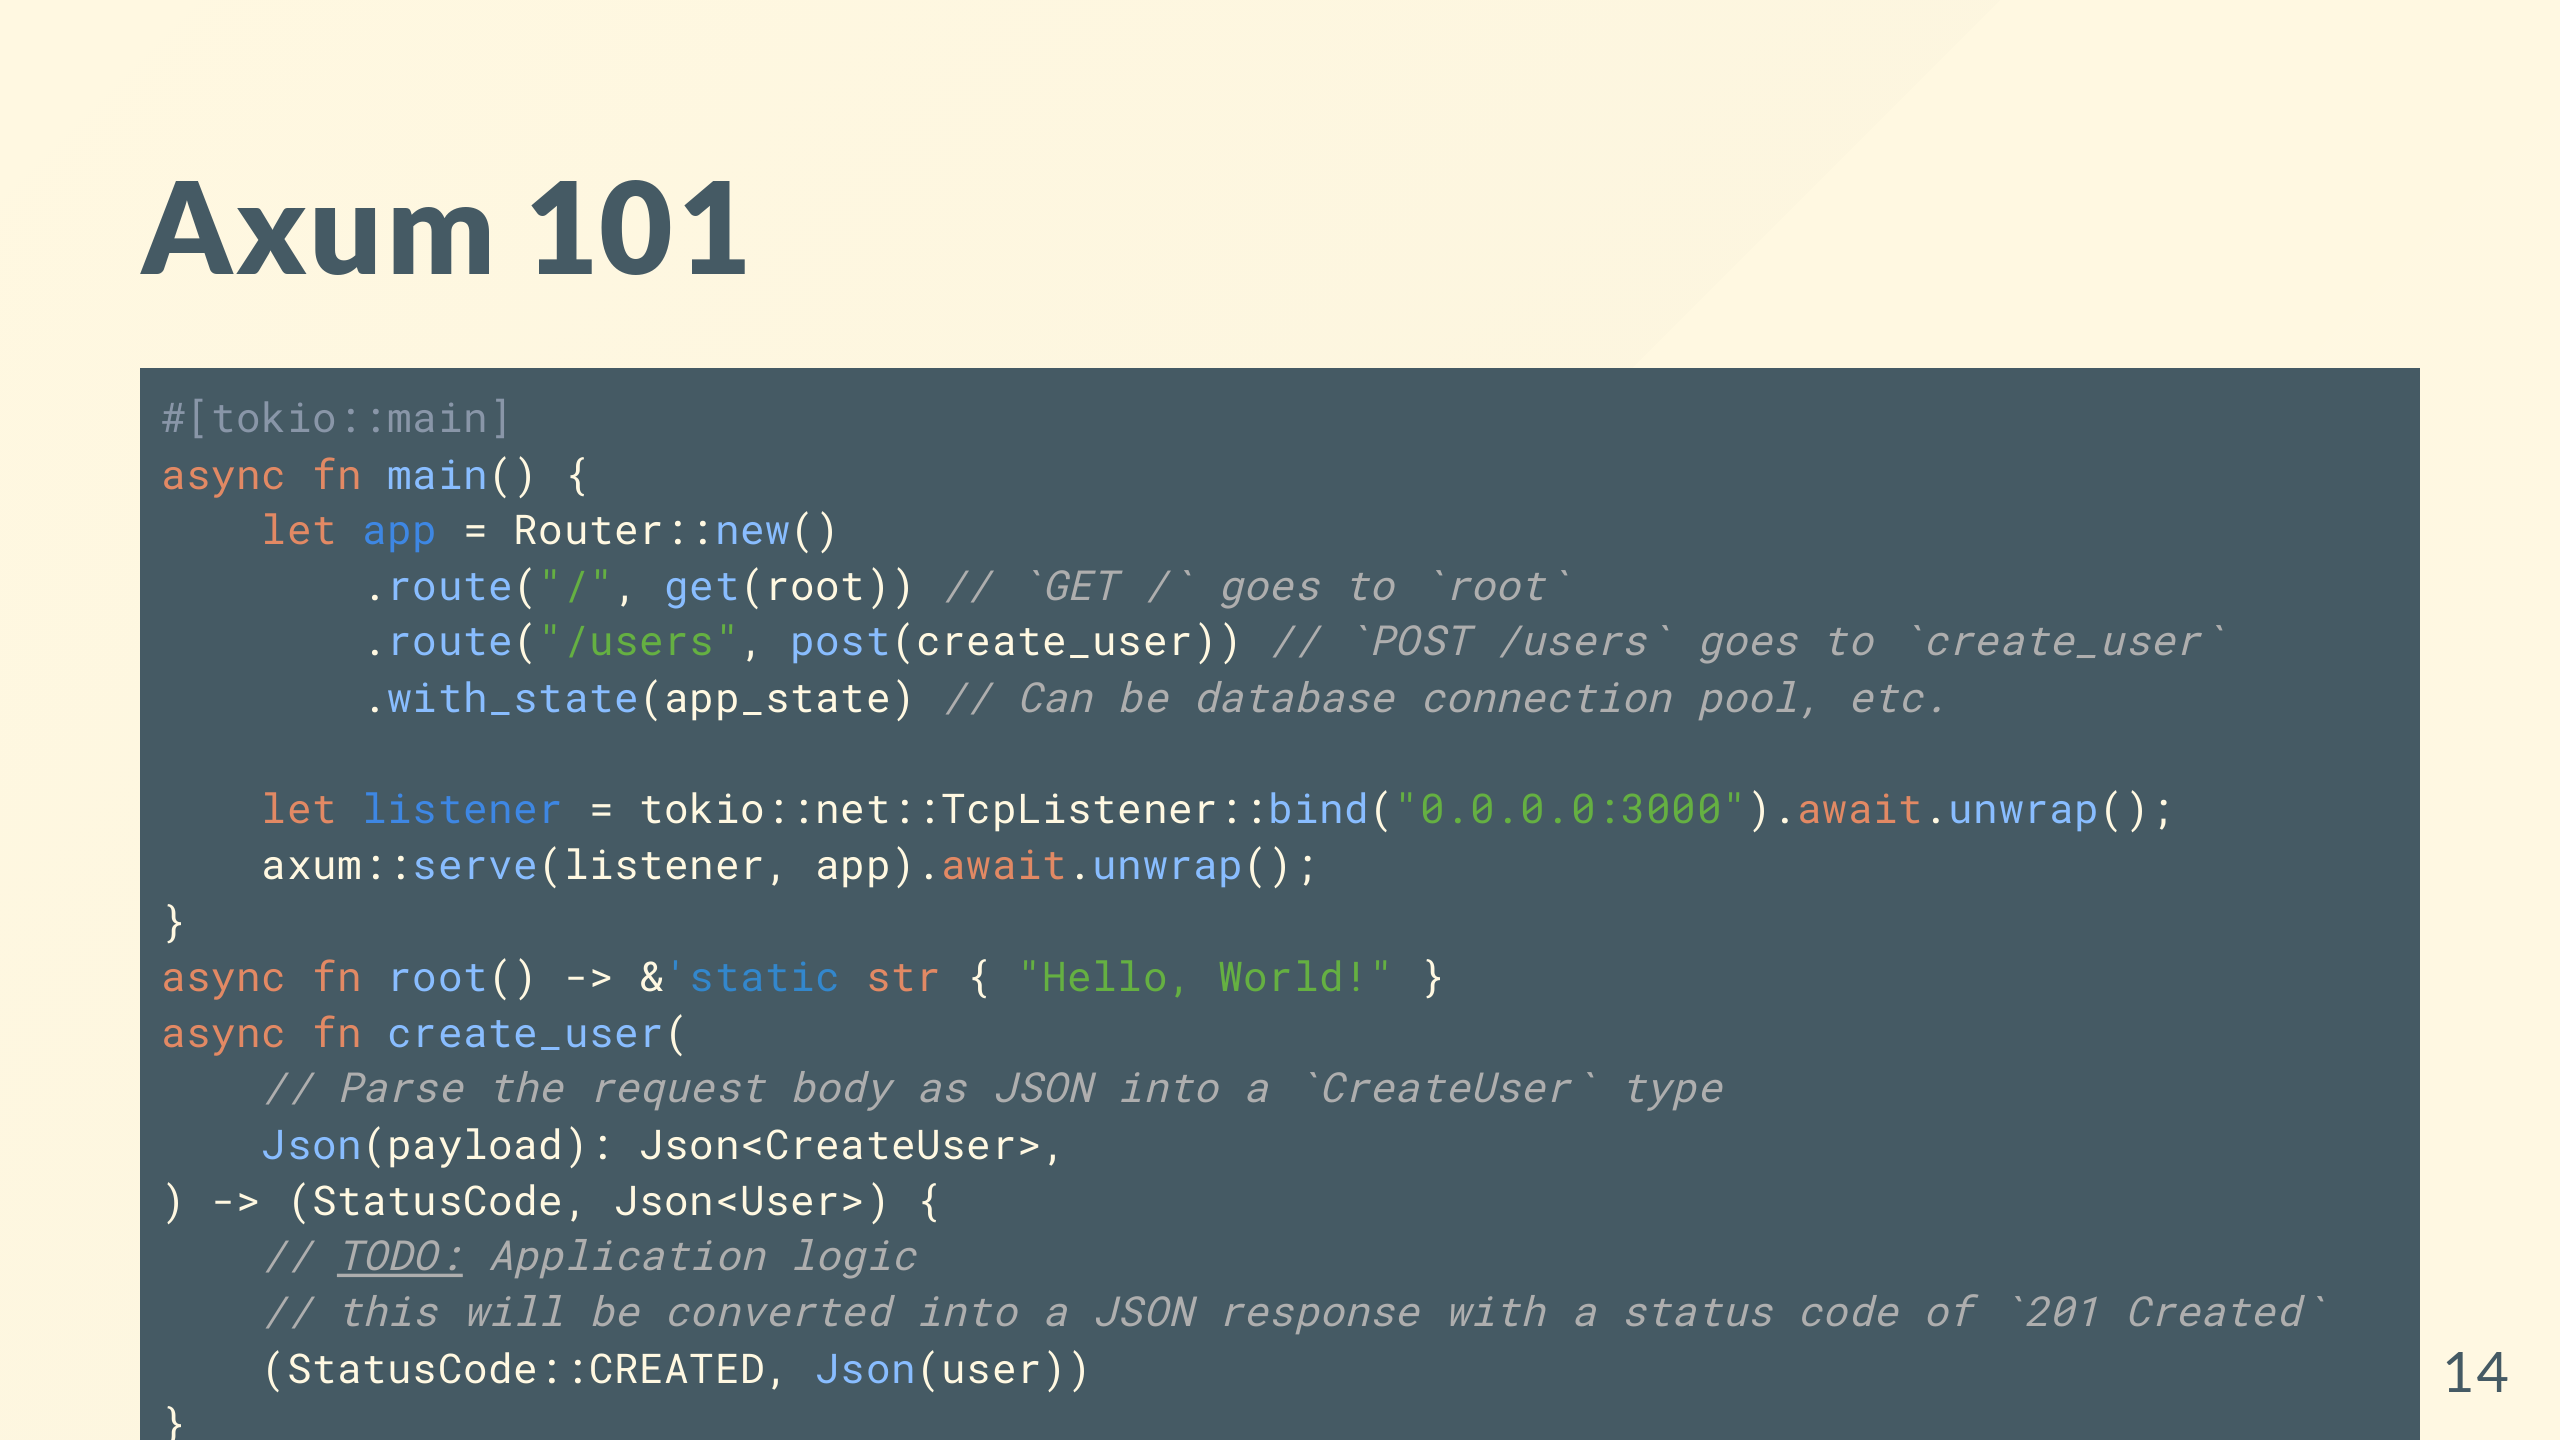 Axum 101
#[tokio::main]
async fn main() {
    let app = Router::new()
        .route("/", get(root)) // `GET /` goes to `root`
        .route("/users", post(create_user)) // `POST /users` goes to `create_user`
        .with_state(app_state) // Can be database connection pool, etc.

    let listener = tokio::net::TcpListener::bind("0.0.0.0:3000").await.unwrap();
    axum::serve(listener, app).await.unwrap();
}
async fn root() -> &'static str { "Hello, World!" }
async fn create_user(
    // Parse the request body as JSON into a `CreateUser` type
    Json(payload): Json<CreateUser>,
) -> (StatusCode, Json<User>) {
    // TODO: Application logic
    // this will be converted into a JSON response with a status code of `201 Created`
    (StatusCode::CREATED, Json(user))
}
14